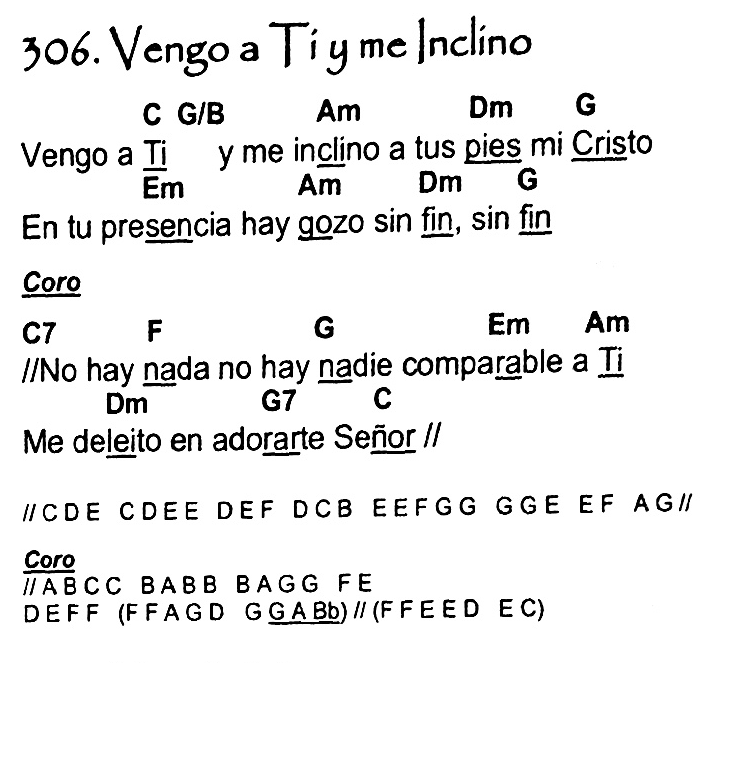 306. Vengo a Ti y me Inclino
C G/B Am Dm G
Vengo a Ti y me inclino a tus pies mi Cristo
Em Am Dm G
En tu presencia hay gozo sin fin, sin fin
Coro
C7 F G Em Am
//No hay nada no hay nadie comparable a Ti
Dm G7 C
Me deleito en adorarte Señor //
//C D E C D E E D E F D C B E E F G G G G E E F A G//
Coro
//A B C C B A B B B A G G F E
D E F F (F F A G D G G A Bb) // (F F E E D E C)